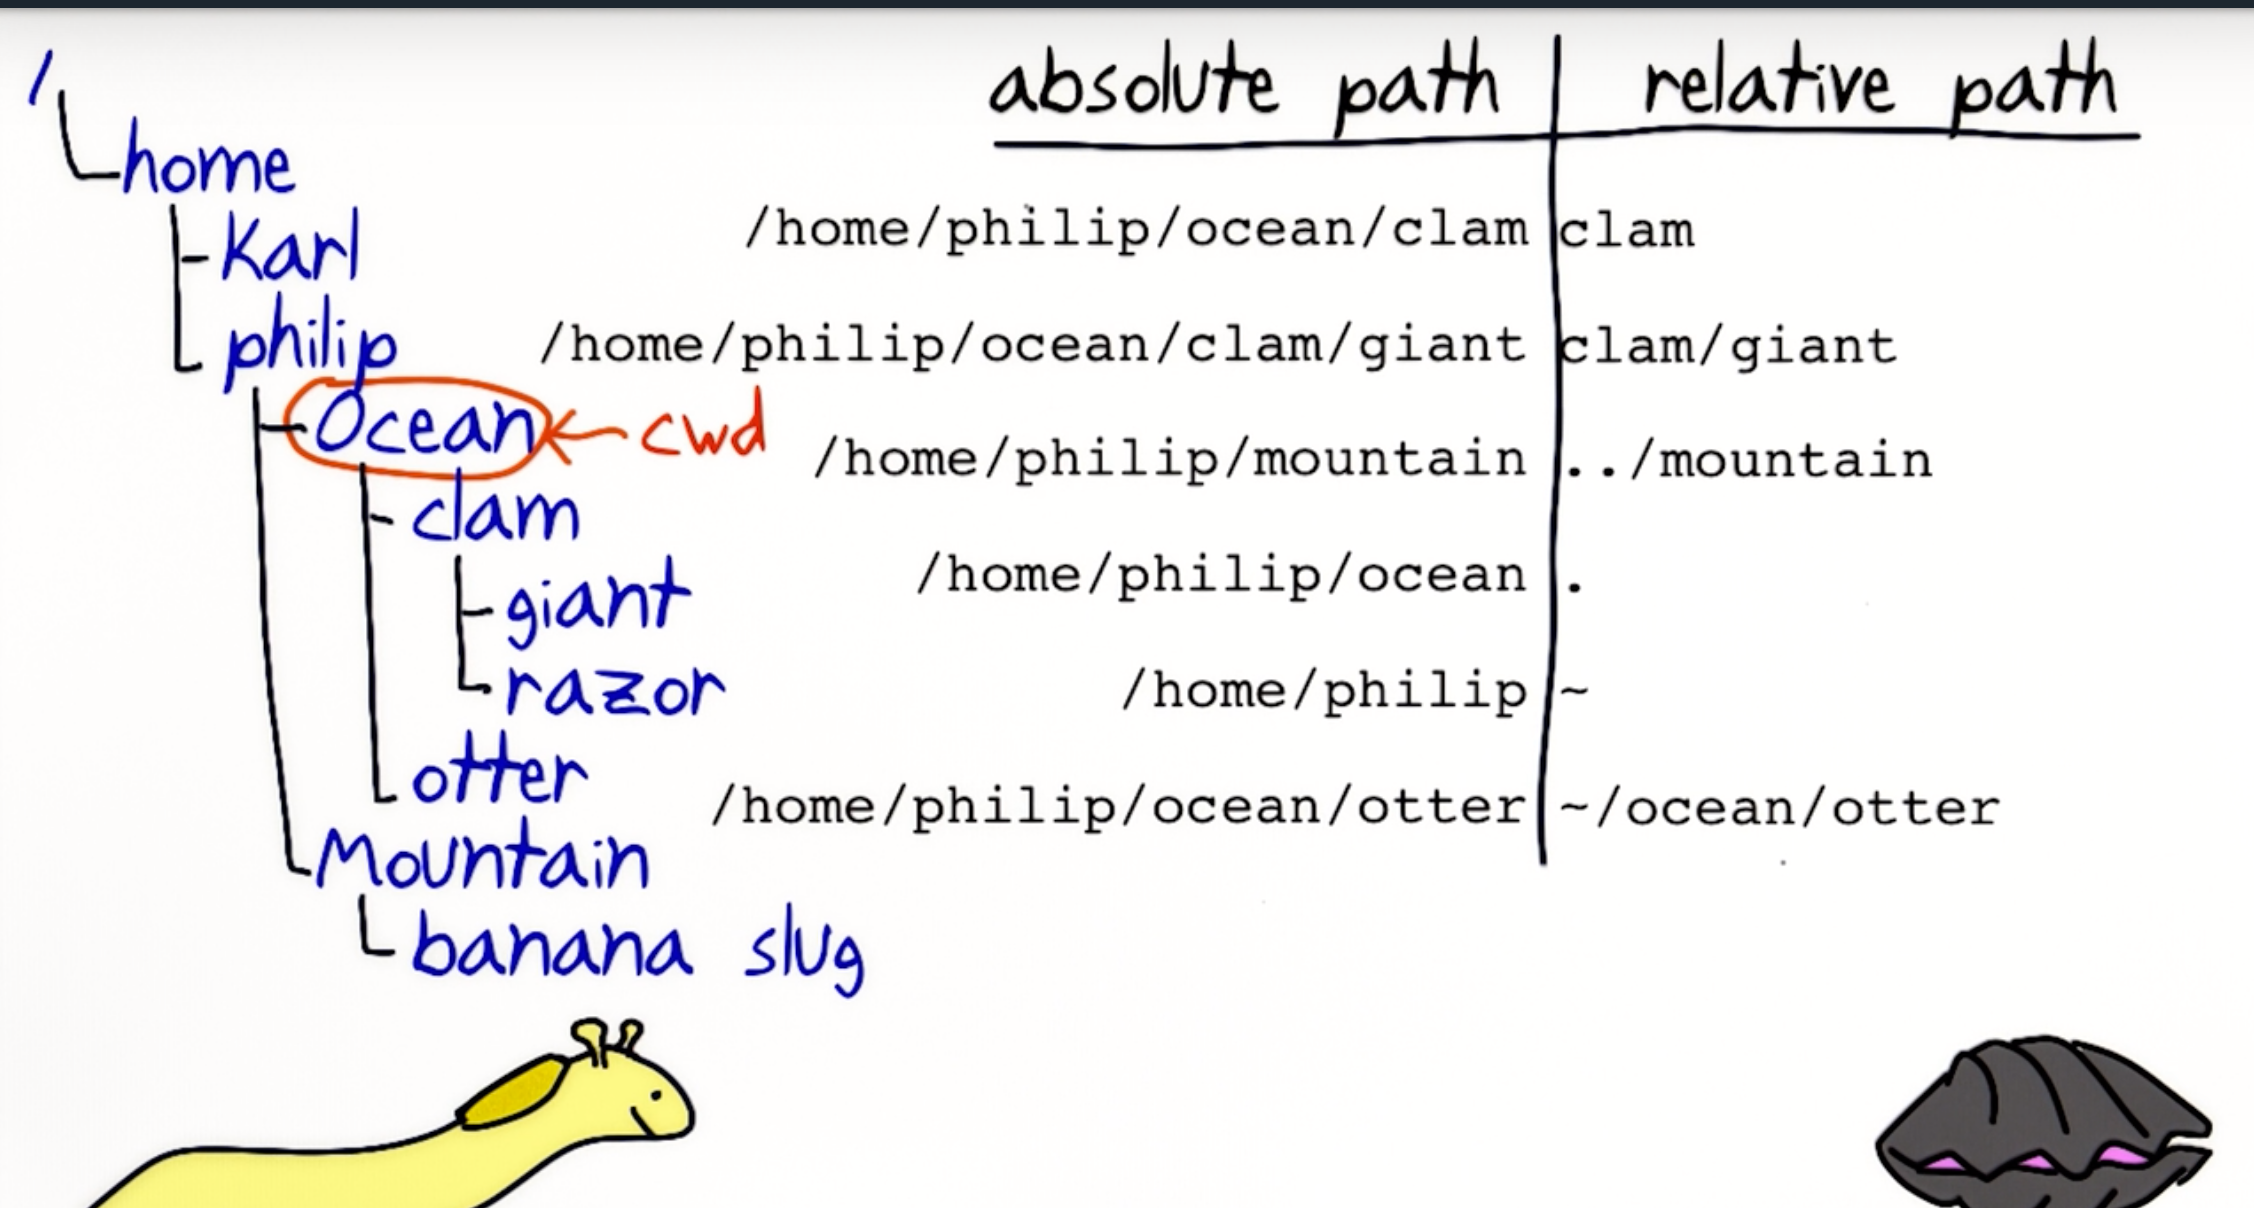 /
home
Karl
philip
Ocean ← cwd
clam
giant
razor
otter
Mountain
banana slug
absolute path | relative path
/home/philip/ocean/clam | clam
/home/philip/ocean/clam/giant | clam/giant
/home/philip/mountain | ../mountain
/home/philip/ocean | .
/home/philip | ~
/home/philip/ocean/otter | ~/ocean/otter